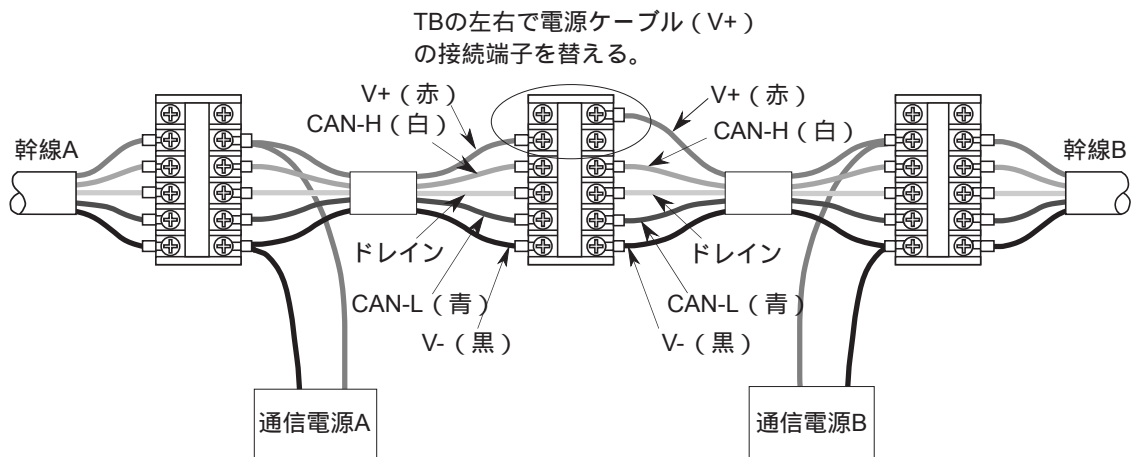 TBの左右で電源ケーブル（V+）
の接続端子を替える。
V+（赤）
CAN-H（白）
V+（赤）
CAN-H（白）
幹線A
幹線B
ドレイン
ドレイン
CAN-L（青）
CAN-L（青）
V-（黒）
V-（黒）
通信電源A
通信電源B